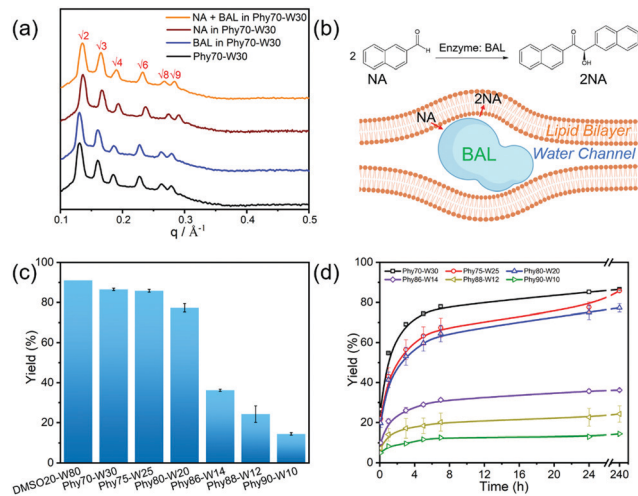 (a)
√2
√3
√4
√6
√8
√9
NA + BAL in Phy70-W30
NA in Phy70-W30
BAL in Phy70-W30
Phy70-W30
0.1 0.2 0.3 0.4 0.5
q / Å⁻¹
(b)
2
O
H
NA
Enzyme: BAL
O
OH
2NA
NA
2NA
BAL
Lipid Bilayer
Water Channel
(c)
Yield (%)
100
80
60
40
20
0
DMSO20-W80
Phy70-W30
Phy75-W25
Phy80-W20
Phy86-W14
Phy88-W12
Phy90-W10
(d)
Phy70-W30 Phy75-W25 Phy80-W20
Phy86-W14 Phy88-W12 Phy90-W10
Yield (%)
100
80
60
40
20
0
0 4 8 12 16 20 24 240
Time (h)